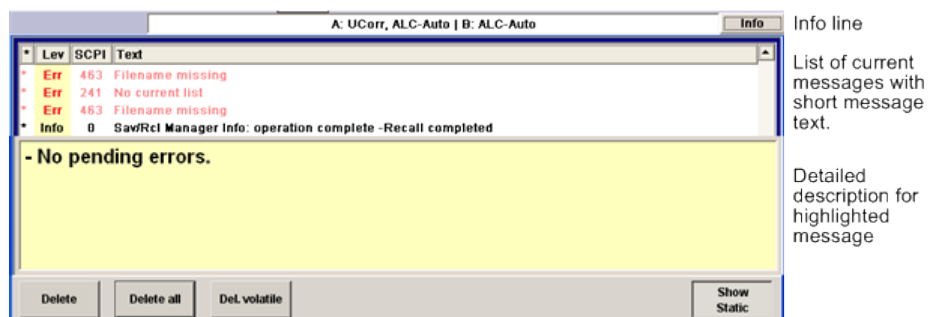 A: UCorr, ALC-Auto | B: ALC-Auto
Info
Info line
* Lev SCPI Text
* Err 463 Filename missing
* Err 241 No current list
* Err 463 Filename missing
* Info 0 Sav/Rcl Manager Info: operation complete -Recall completed
List of current
messages with
short message
text.
- No pending errors.
Detailed
description for
highlighted
message
Delete
Delete all
Del. volatile
Show
Static